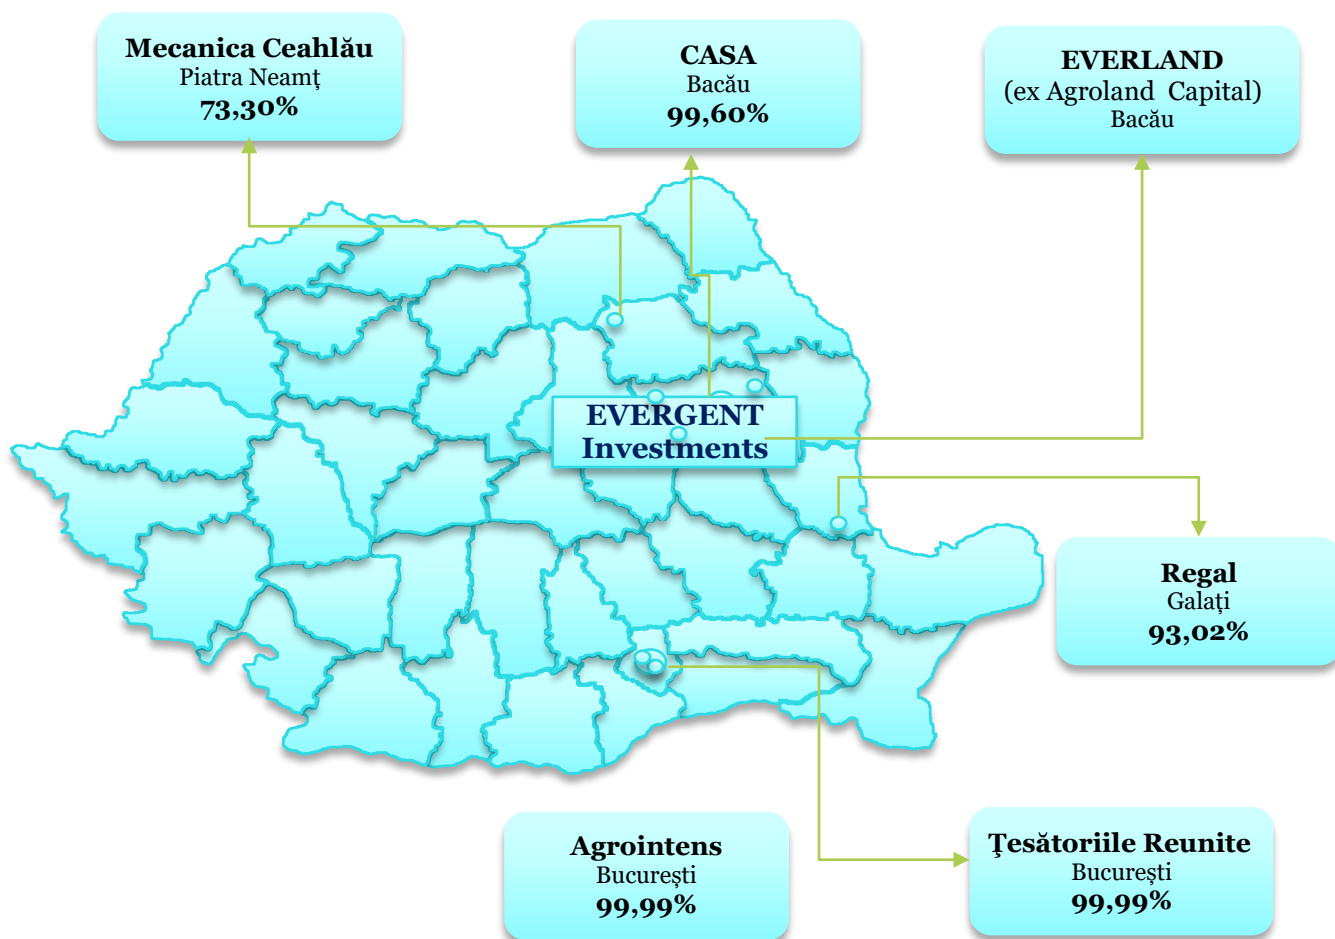 Mecanica Ceahlău
Piatra Neamț
73,30%
CASA
Bacău
99,60%
EVERLAND
(ex Agroland Capital)
Bacău
EVERGENT
Investments
Regal
Galați
93,02%
Agrointens
București
99,99%
Ţesătoriile Reunite
București
99,99%